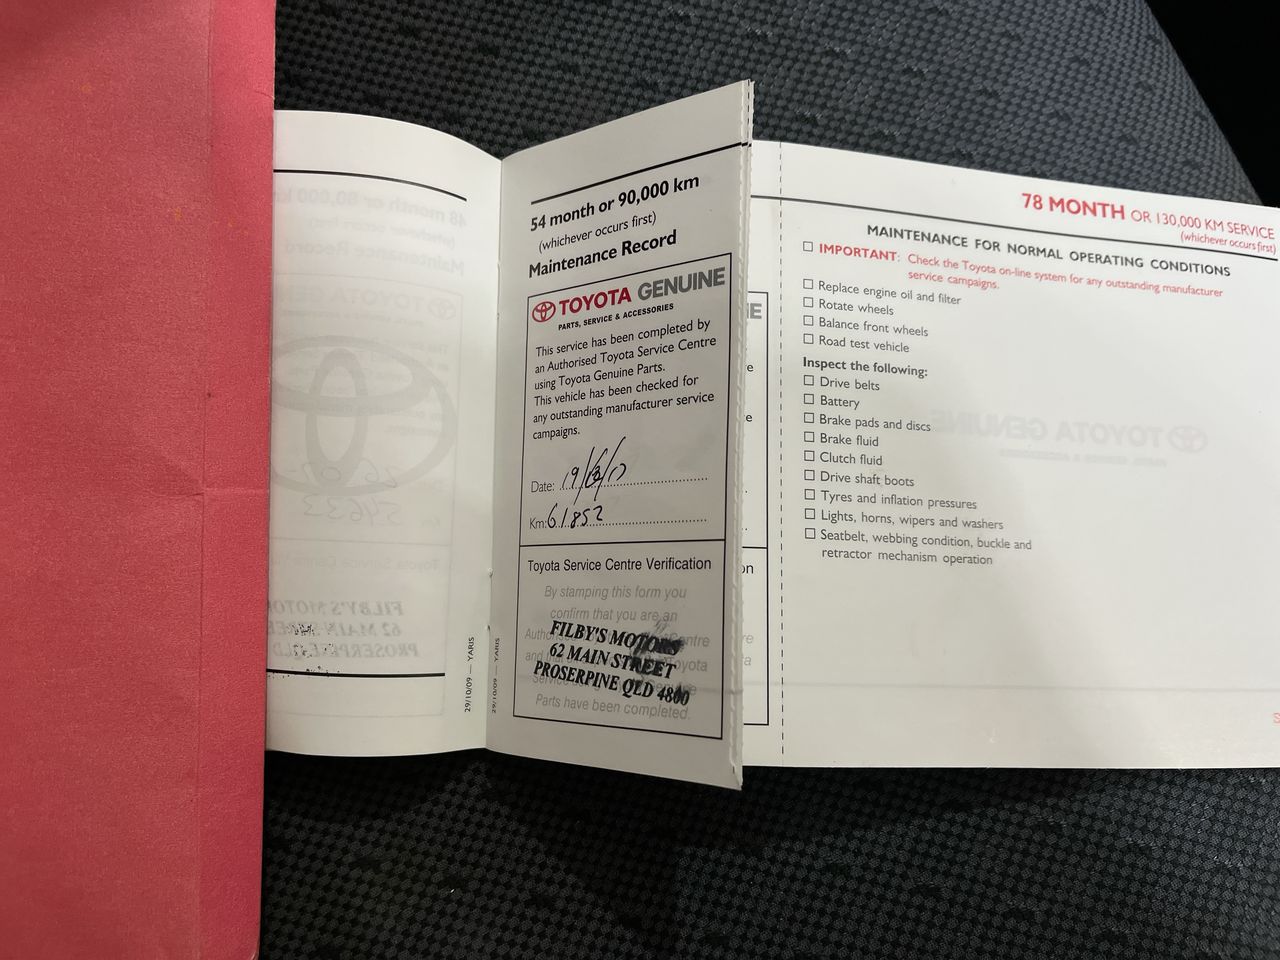 54 month or 90,000 km
(whichever occurs first)
Maintenance Record
TOYOTA GENUINE
PARTS, SERVICE & ACCESSORIES
This service has been completed by
an Authorised Toyota Service Centre
using Toyota Genuine Parts.
This vehicle has been checked for
any outstanding manufacturer service
campaigns.
Date:
Km: 61852
Toyota Service Centre Verification
By stamping this form you
confirm that you are an
FILBY'S MOTORS
62 MAIN STREET
PROSERPINE QLD 4800
Parts have been completed.
29/10/09 — YARIS
29/10/09 — YARIS
78 MONTH OR 130,000 KM SERVICE
(whichever occurs first)
MAINTENANCE FOR NORMAL OPERATING CONDITIONS
IMPORTANT: Check the Toyota on-line system for any outstanding manufacturer
service campaigns.
Replace engine oil and filter
Rotate wheels
Balance front wheels
Road test vehicle
Inspect the following:
Drive belts
Battery
Brake pads and discs
Brake fluid
Clutch fluid
Drive shaft boots
Tyres and inflation pressures
Lights, horns, wipers and washers
Seatbelt, webbing condition, buckle and
retractor mechanism operation